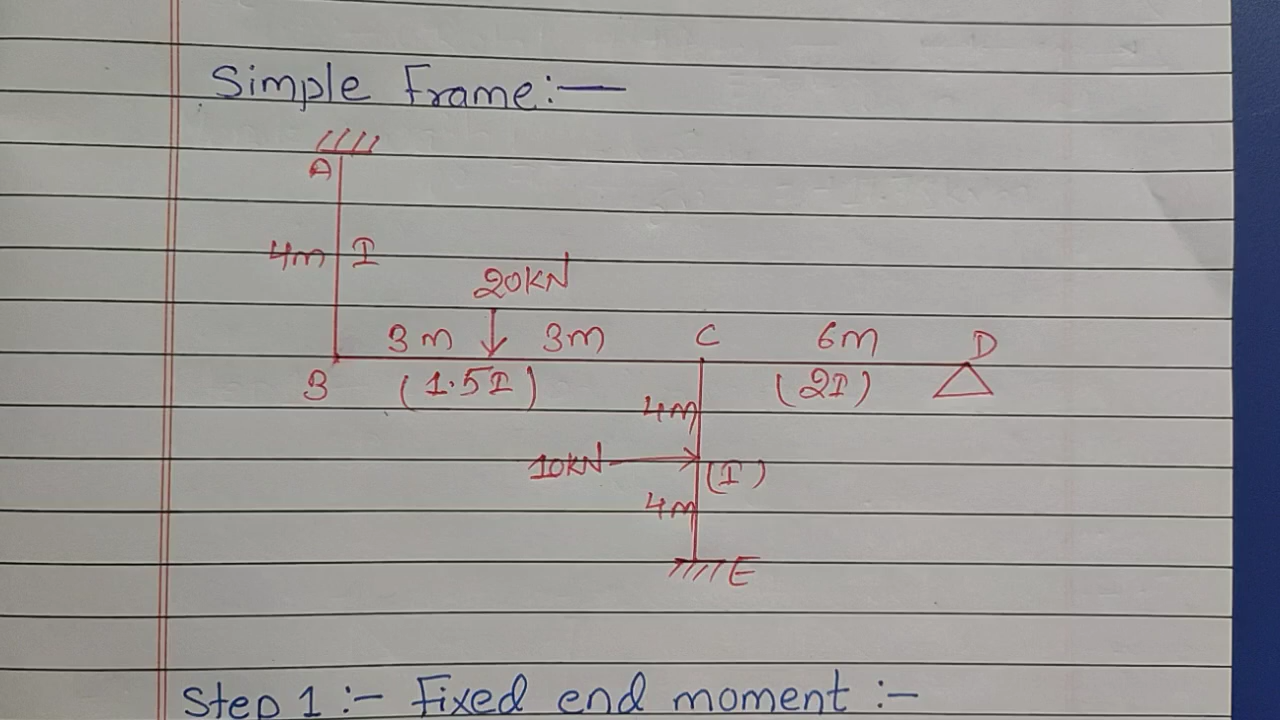 Simple Frame:—
A
4m I
20KN
3m 3m C 6m D
B (1.5I) (2I)
4m
10KN (I)
4m
E
Step 1 :- Fixed end moment :-